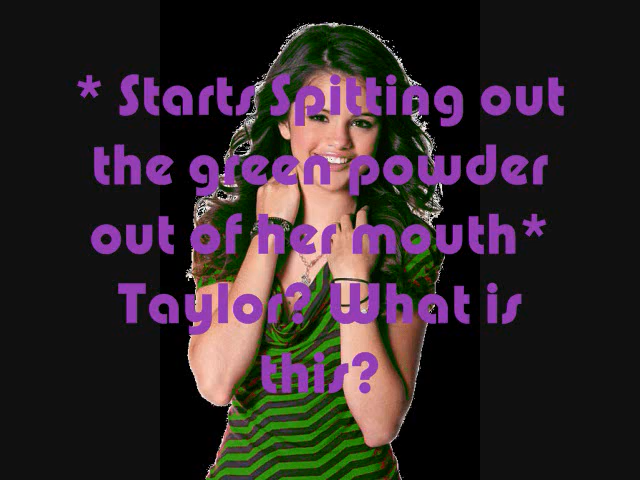 * Starts Spitting out
the green powder
out of her mouth*
Taylor? What is
this?